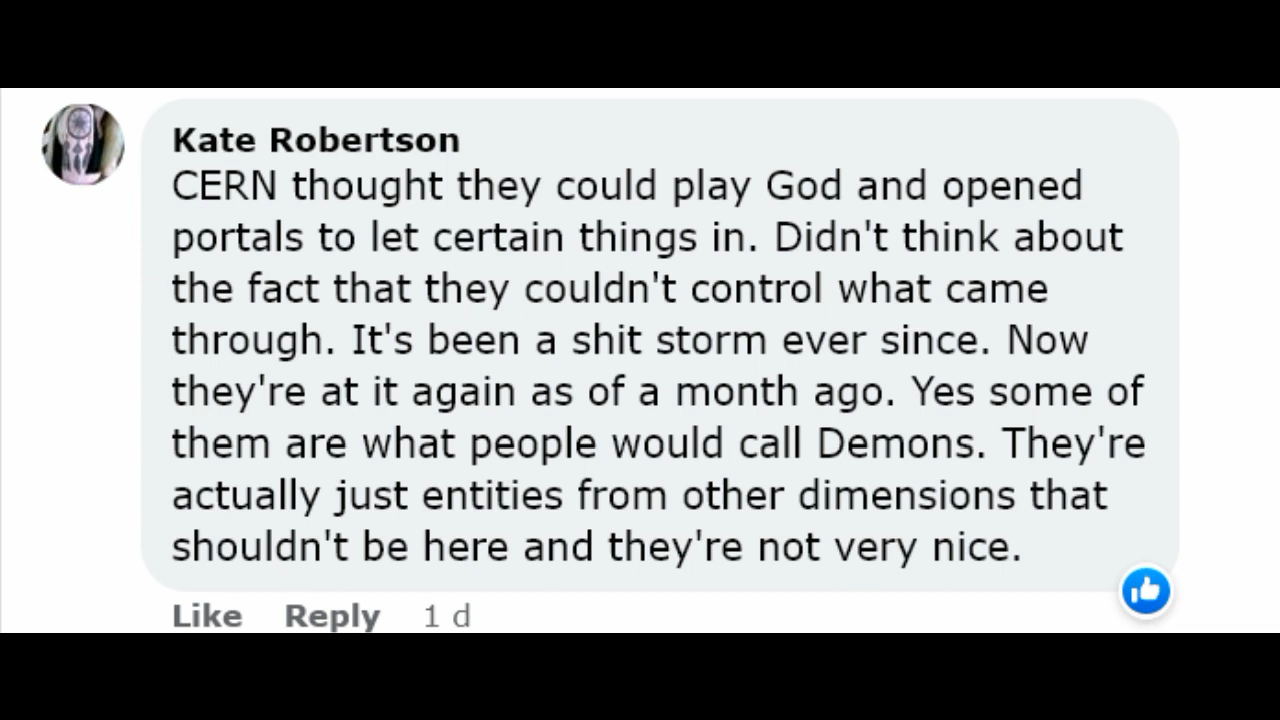 Kate Robertson
CERN thought they could play God and opened
portals to let certain things in. Didn't think about
the fact that they couldn't control what came
through. It's been a shit storm ever since. Now
they're at it again as of a month ago. Yes some of
them are what people would call Demons. They're
actually just entities from other dimensions that
shouldn't be here and they're not very nice.
Like Reply 1 d